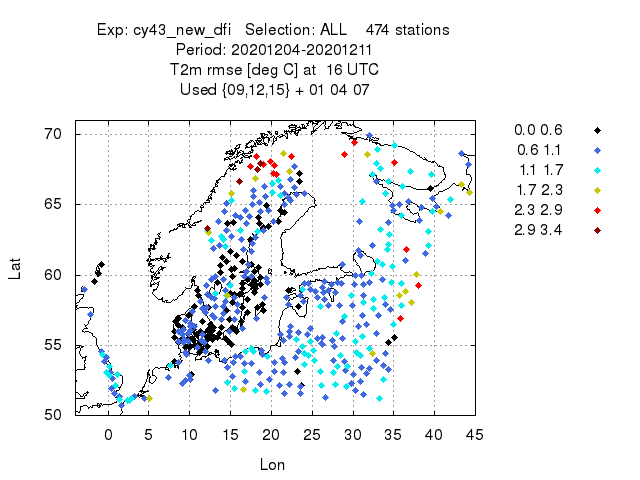 Exp: cy43_new_dfi Selection: ALL 474 stations
Period: 20201204-20201211
T2m rmse [deg C] at 16 UTC
Used {09,12,15} + 01 04 07
0.0 0.6
0.6 1.1
1.1 1.7
1.7 2.3
2.3 2.9
2.9 3.4
70
65
60
55
50
Lat
0 5 10 15 20 25 30 35 40 45
Lon